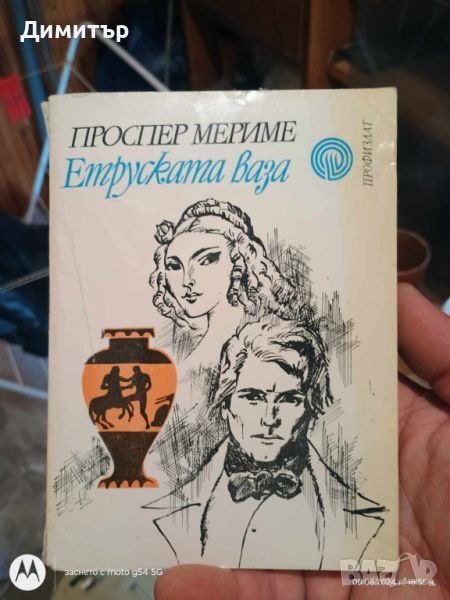 Димитър
ПРОСПЕР МЕРИМЕ
Етруската ваза
ПРОФИЗДАТ
заснето с moto g54 5G